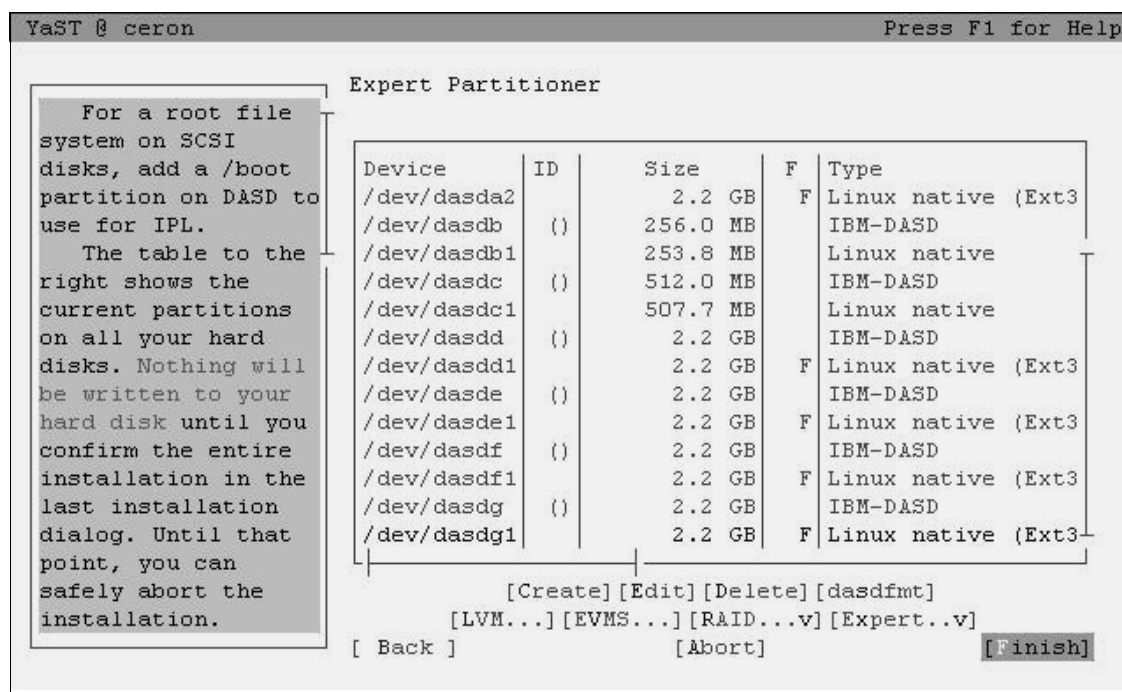 YaST @ ceron Press F1 for Help
Expert Partitioner
For a root file
system on SCSI
disks, add a /boot
partition on DASD to
use for IPL.
The table to the
right shows the
current partitions
on all your hard
disks. Nothing will
be written to your
hard disk until you
confirm the entire
installation in the
last installation
dialog. Until that
point, you can
safely abort the
installation.
Device ID Size F Type
/dev/dasda2 2.2 GB F Linux native (Ext3
/dev/dasdb () 256.0 MB IBM-DASD
/dev/dasdb1 253.8 MB Linux native
/dev/dasdc () 512.0 MB IBM-DASD
/dev/dasdc1 507.7 MB Linux native
/dev/dasdd () 2.2 GB IBM-DASD
/dev/dasdd1 2.2 GB F Linux native (Ext3
/dev/dasde () 2.2 GB IBM-DASD
/dev/dasde1 2.2 GB F Linux native (Ext3
/dev/dasdf () 2.2 GB IBM-DASD
/dev/dasdf1 2.2 GB F Linux native (Ext3
/dev/dasdg () 2.2 GB IBM-DASD
/dev/dasdg1 2.2 GB F Linux native (Ext3
[Create][Edit][Delete][dasdfmt]
[LVM...][EVMS...][RAID...v][Expert..v]
[ Back ] [Abort] [Finish]